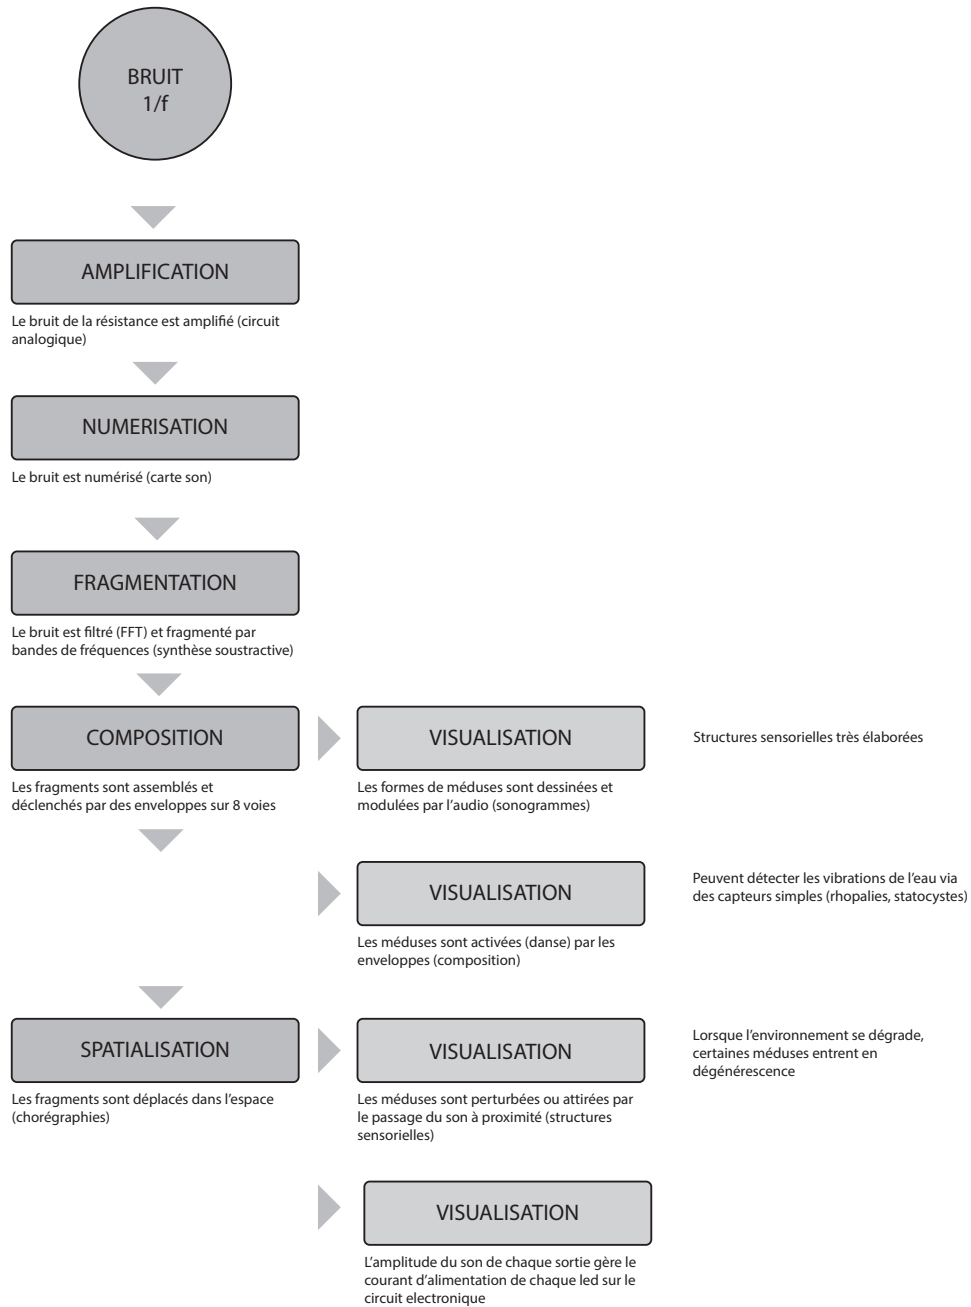 BRUIT
1/f
AMPLIFICATION
Le bruit de la résistance est amplifié (circuit
analogique)
NUMERISATION
Le bruit est numérisé (carte son)
FRAGMENTATION
Le bruit est filtré (FFT) et fragmenté par
bandes de fréquences (synthèse soustractive)
COMPOSITION
Les fragments sont assemblés et
déclenchés par des enveloppes sur 8 voies
VISUALISATION
Les formes de méduses sont dessinées et
modulées par l'audio (sonogrammes)
Structures sensorielles très élaborées
VISUALISATION
Les méduses sont activées (danse) par les
enveloppes (composition)
Peuvent détecter les vibrations de l'eau via
des capteurs simples (rhopalies, statocystes)
SPATIALISATION
Les fragments sont déplacés dans l'espace
(chorégraphies)
VISUALISATION
Les méduses sont perturbées ou attirées par
le passage du son à proximité (structures
sensorielles)
Lorsque l'environnement se dégrade,
certaines méduses entrent en
dégénérescence
VISUALISATION
L'amplitude du son de chaque sortie gère le
courant d'alimentation de chaque led sur le
circuit electronique